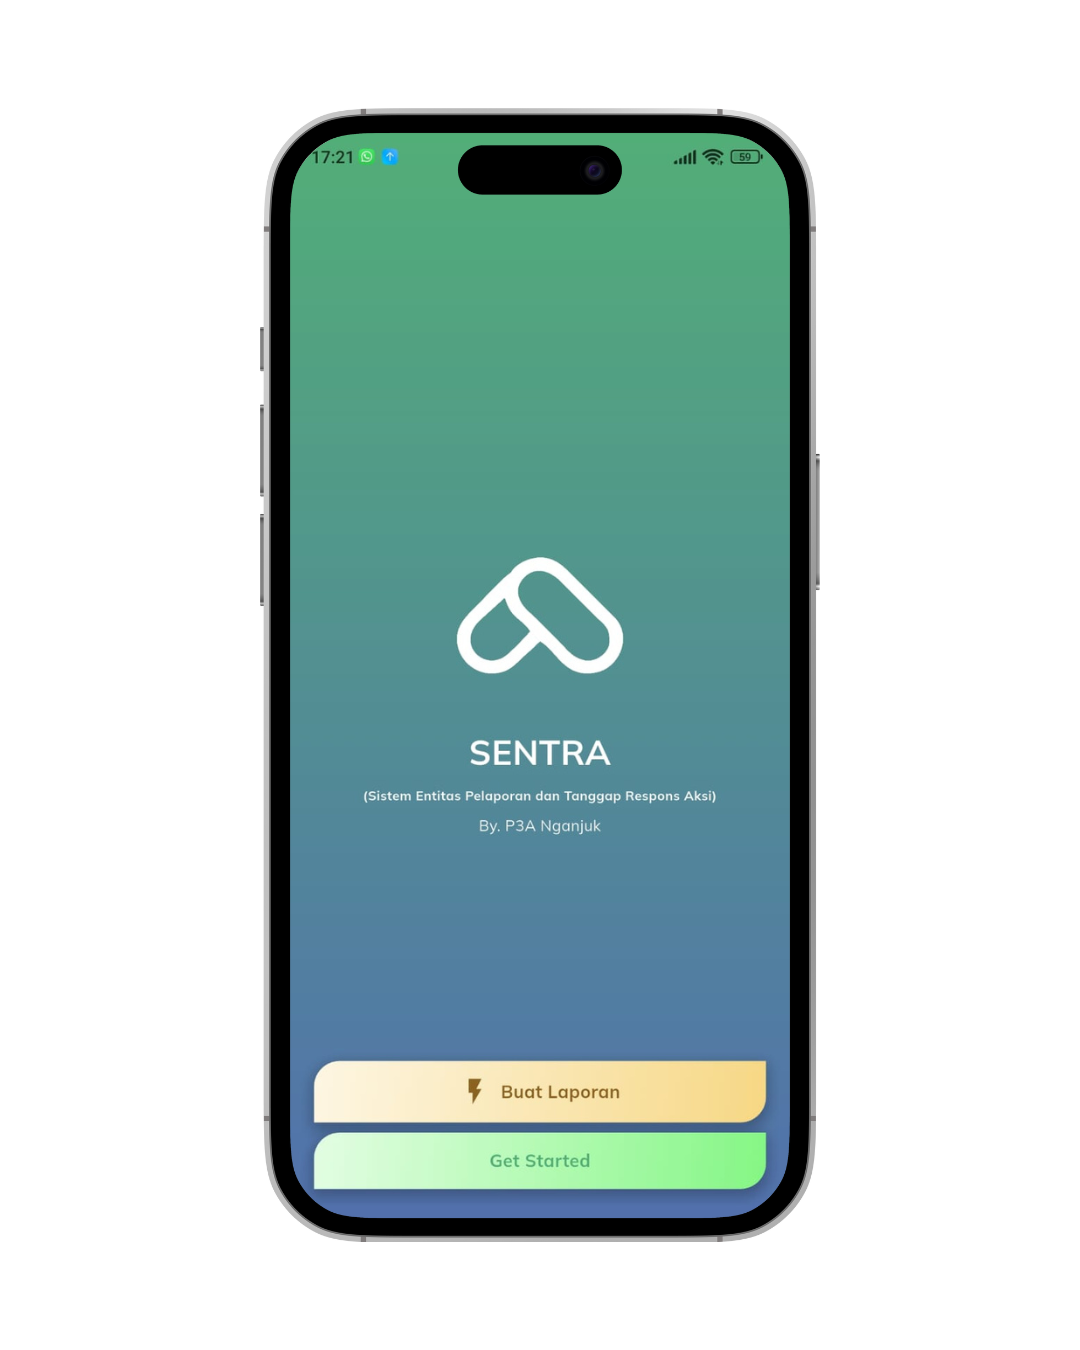 17:21
59
SENTRA
(Sistem Entitas Pelaporan dan Tanggap Respons Aksi)
By. P3A Nganjuk
Buat Laporan
Get Started